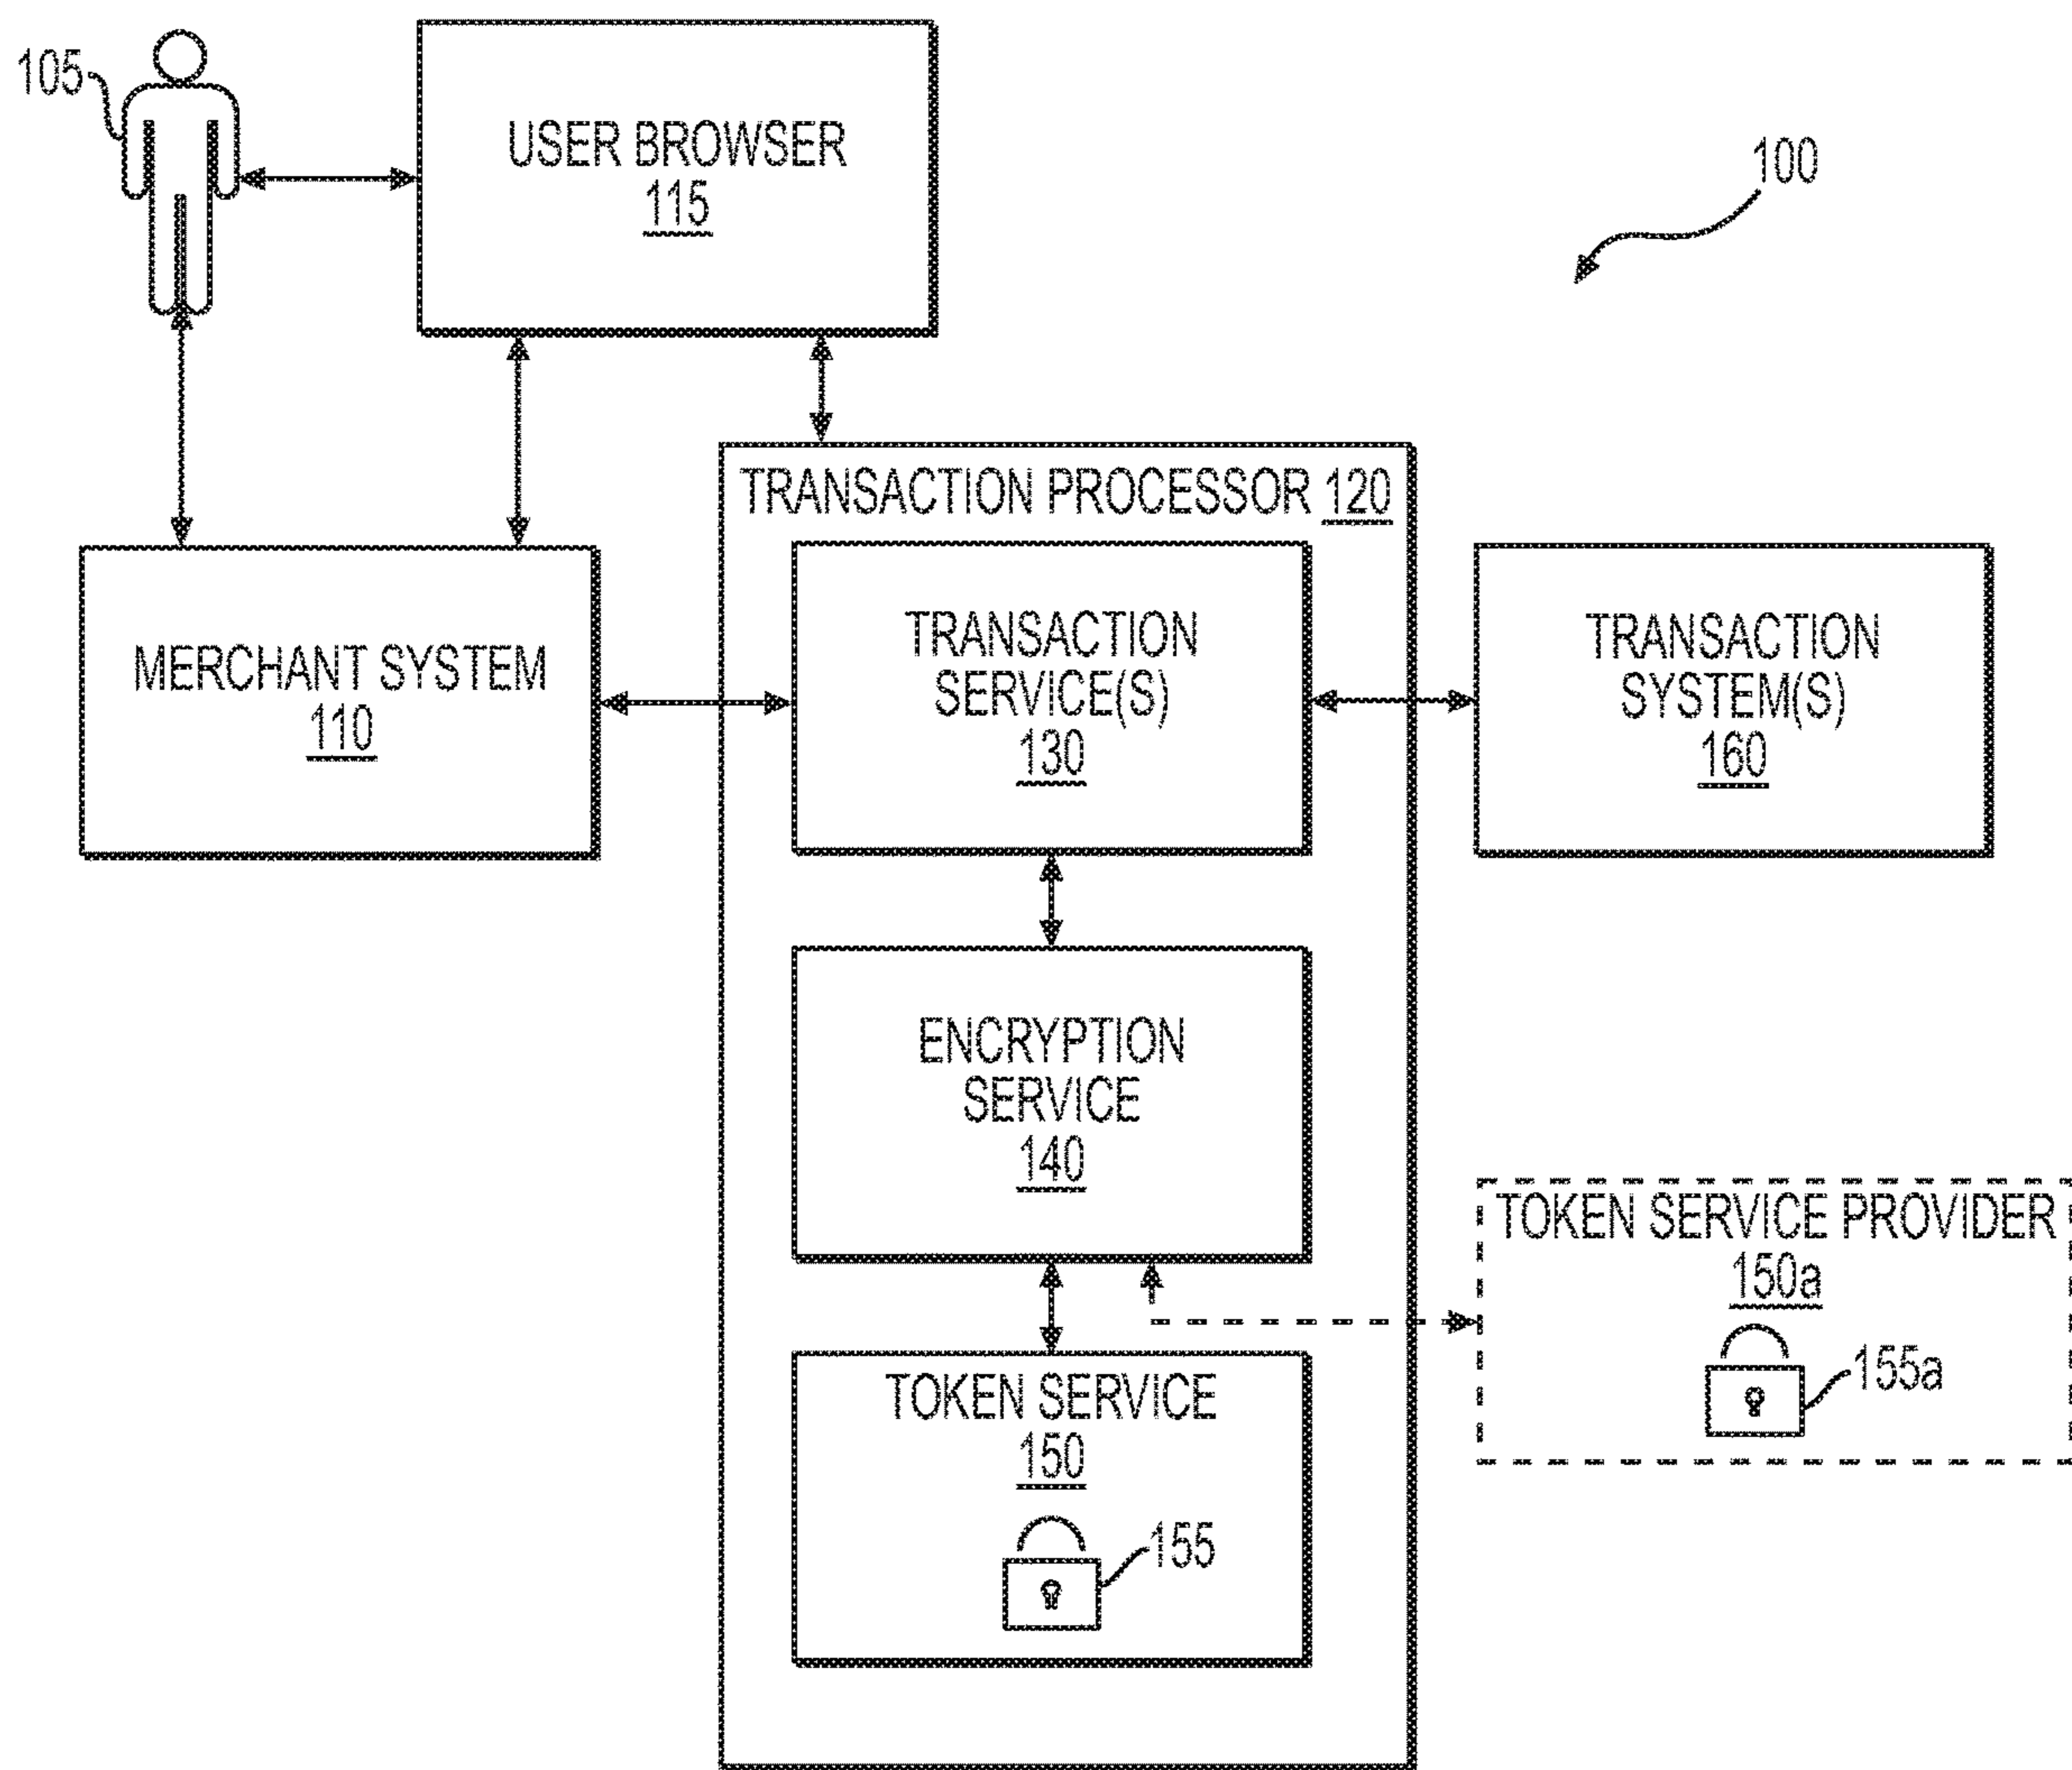 105
USER BROWSER
115
100
TRANSACTION PROCESSOR 120
MERCHANT SYSTEM
110
TRANSACTION
SERVICE(S)
130
TRANSACTION
SYSTEM(S)
160
ENCRYPTION
SERVICE
140
TOKEN SERVICE PROVIDER
150a
155a
TOKEN SERVICE
150
155